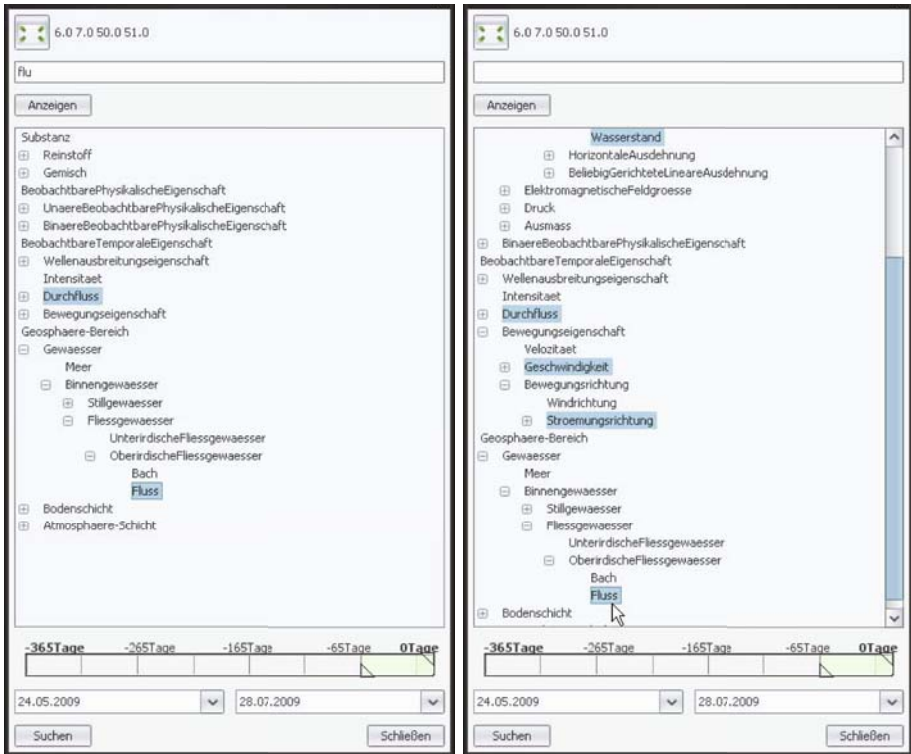 6.0 7.0 50.0 51.0
flu
Anzeigen
Substanz
Reinstoff
Gemisch
BeobachtbarePhysikalischeEigenschaft
UnaereBeobachtbarePhysikalischeEigenschaft
BinaereBeobachtbarePhysikalischeEigenschaft
BeobachtbareTemporaleEigenschaft
Wellenausbreitungseigenschaft
Intensitaet
Durchfluss
Bewegungseigenschaft
Geosphaere-Bereich
Gewaesser
Meer
Binnengewaesser
Stillgewaesser
Fliessgewaesser
UnterirdischeFliessgewaesser
OberirdischeFliessgewaesser
Bach
Fluss
Bodenschicht
Atmosphaere-Schicht
-365Tage -265Tage -165Tage -65Tage 0Tage
24.05.2009 28.07.2009
Suchen Schließen
6.0 7.0 50.0 51.0
Anzeigen
Wasserstand
HorizontaleAusdehnung
BeliebigGerichteteLineareAusdehnung
ElektromagnetischeFeldgroesse
Druck
Ausmass
BinaereBeobachtbarePhysikalischeEigenschaft
BeobachtbareTemporaleEigenschaft
Wellenausbreitungseigenschaft
Intensitaet
Durchfluss
Bewegungseigenschaft
Velozitaet
Geschwindigkeit
Bewegungsrichtung
Windrichtung
Stroemungsrichtung
Geosphaere-Bereich
Gewaesser
Meer
Binnengewaesser
Stillgewaesser
Fliessgewaesser
UnterirdischeFliessgewaesser
OberirdischeFliessgewaesser
Bach
Fluss
Bodenschicht
-365Tage -265Tage -165Tage -65Tage 0Tage
24.05.2009 28.07.2009
Suchen Schließen